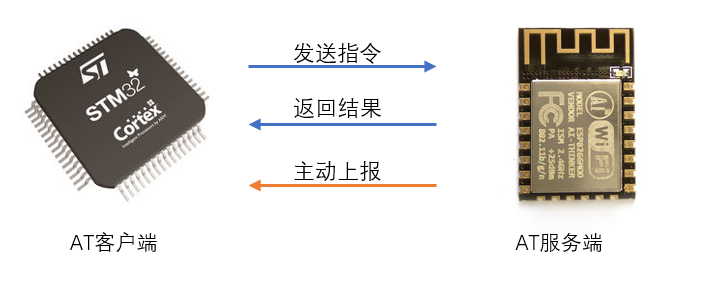 ST
STM32
Cortex
Intelligent Processors by ARM
发送指令
返回结果
主动上报
Ai
WiFi
MODEL ESP8266MOD
VENDOR AI-THINKER
ISM 2.4GHz
PA +25dBm
802.11b/g/n
FC
AT客户端
AT服务端